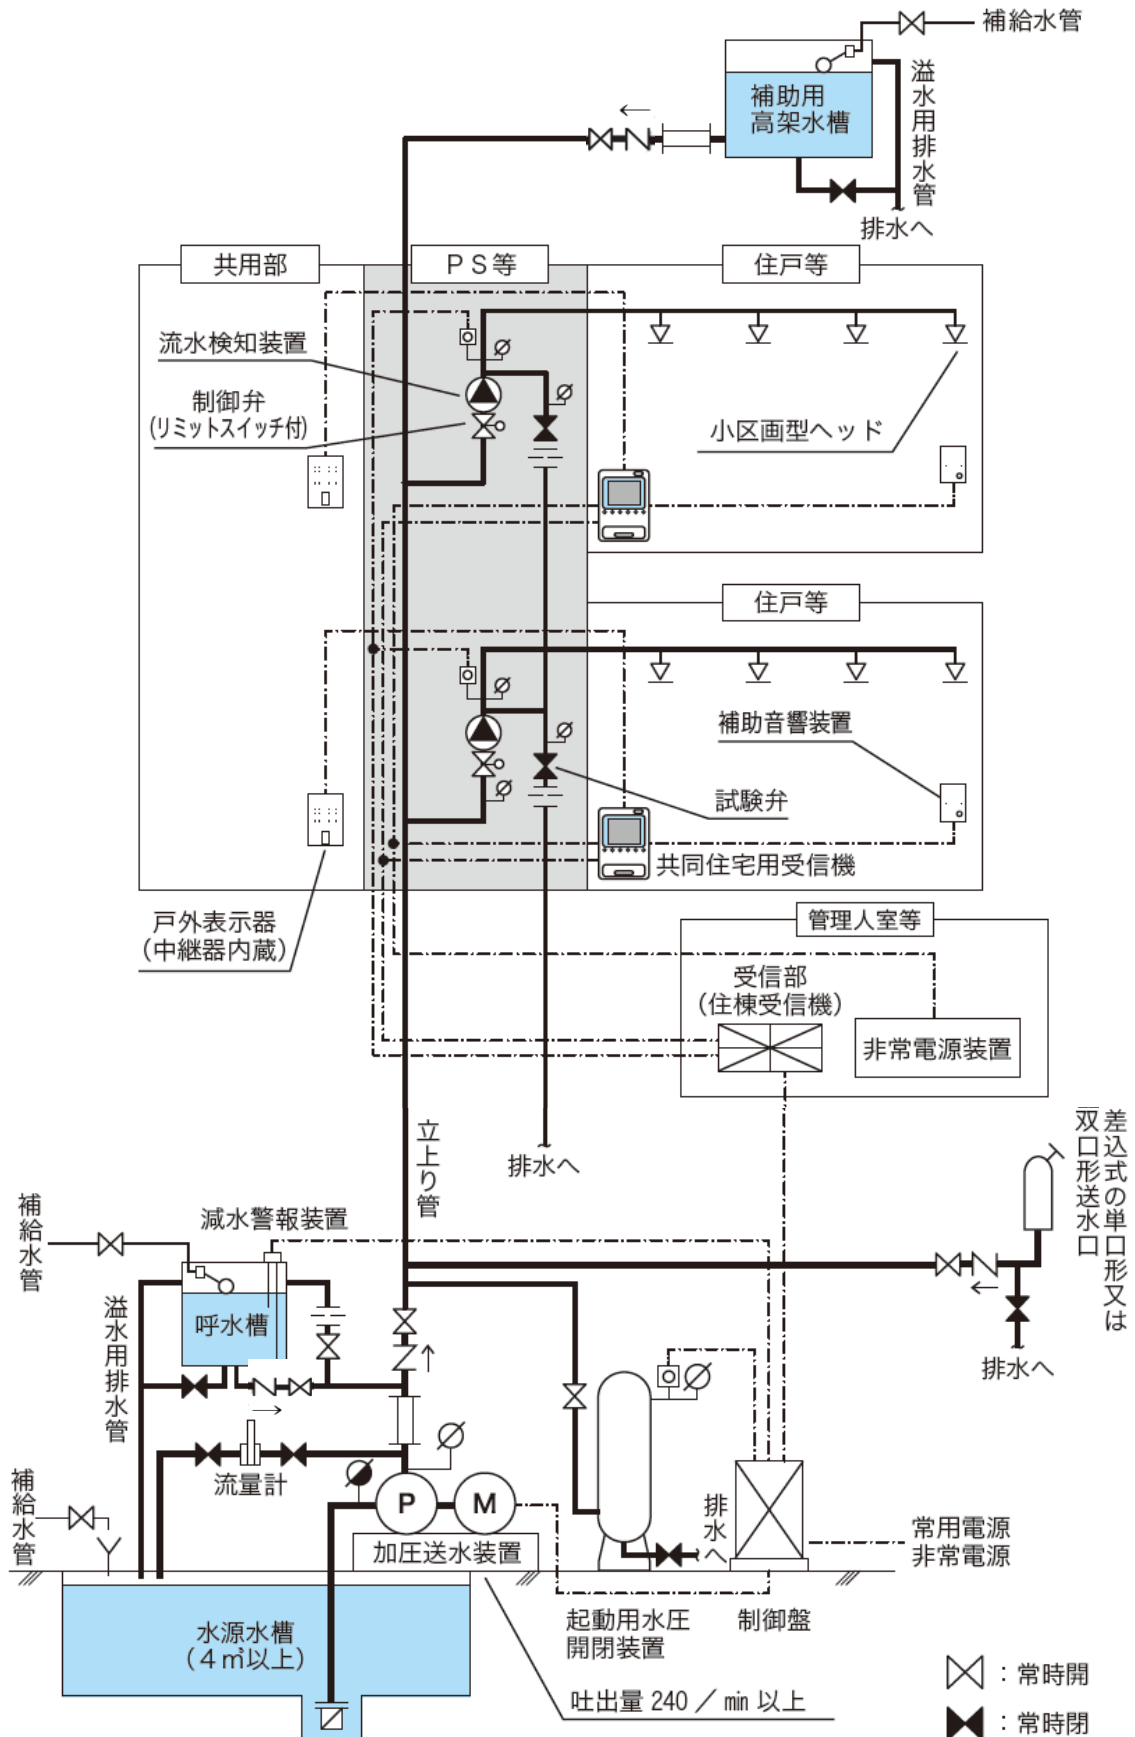 補給水管
補助用
高架水槽
溢水用排水管
排水へ
共用部
ＰＳ等
住戸等
流水検知装置
制御弁
(リミットスイッチ付)
小区画型ヘッド
住戸等
補助音響装置
試験弁
共同住宅用受信機
戸外表示器
(中継器内蔵)
管理人室等
受信部
(住棟受信機)
非常電源装置
立上り管
排水へ
差込式の単口形又は
双口形送水口
補給水管
減水警報装置
呼水槽
溢水用排水管
排水へ
流量計
補給水管
P
M
加圧送水装置
排水へ
常用電源
非常電源
水源水槽
(４㎥以上)
起動用水圧
開閉装置
制御盤
吐出量 240 ／ min 以上
：常時開
：常時閉